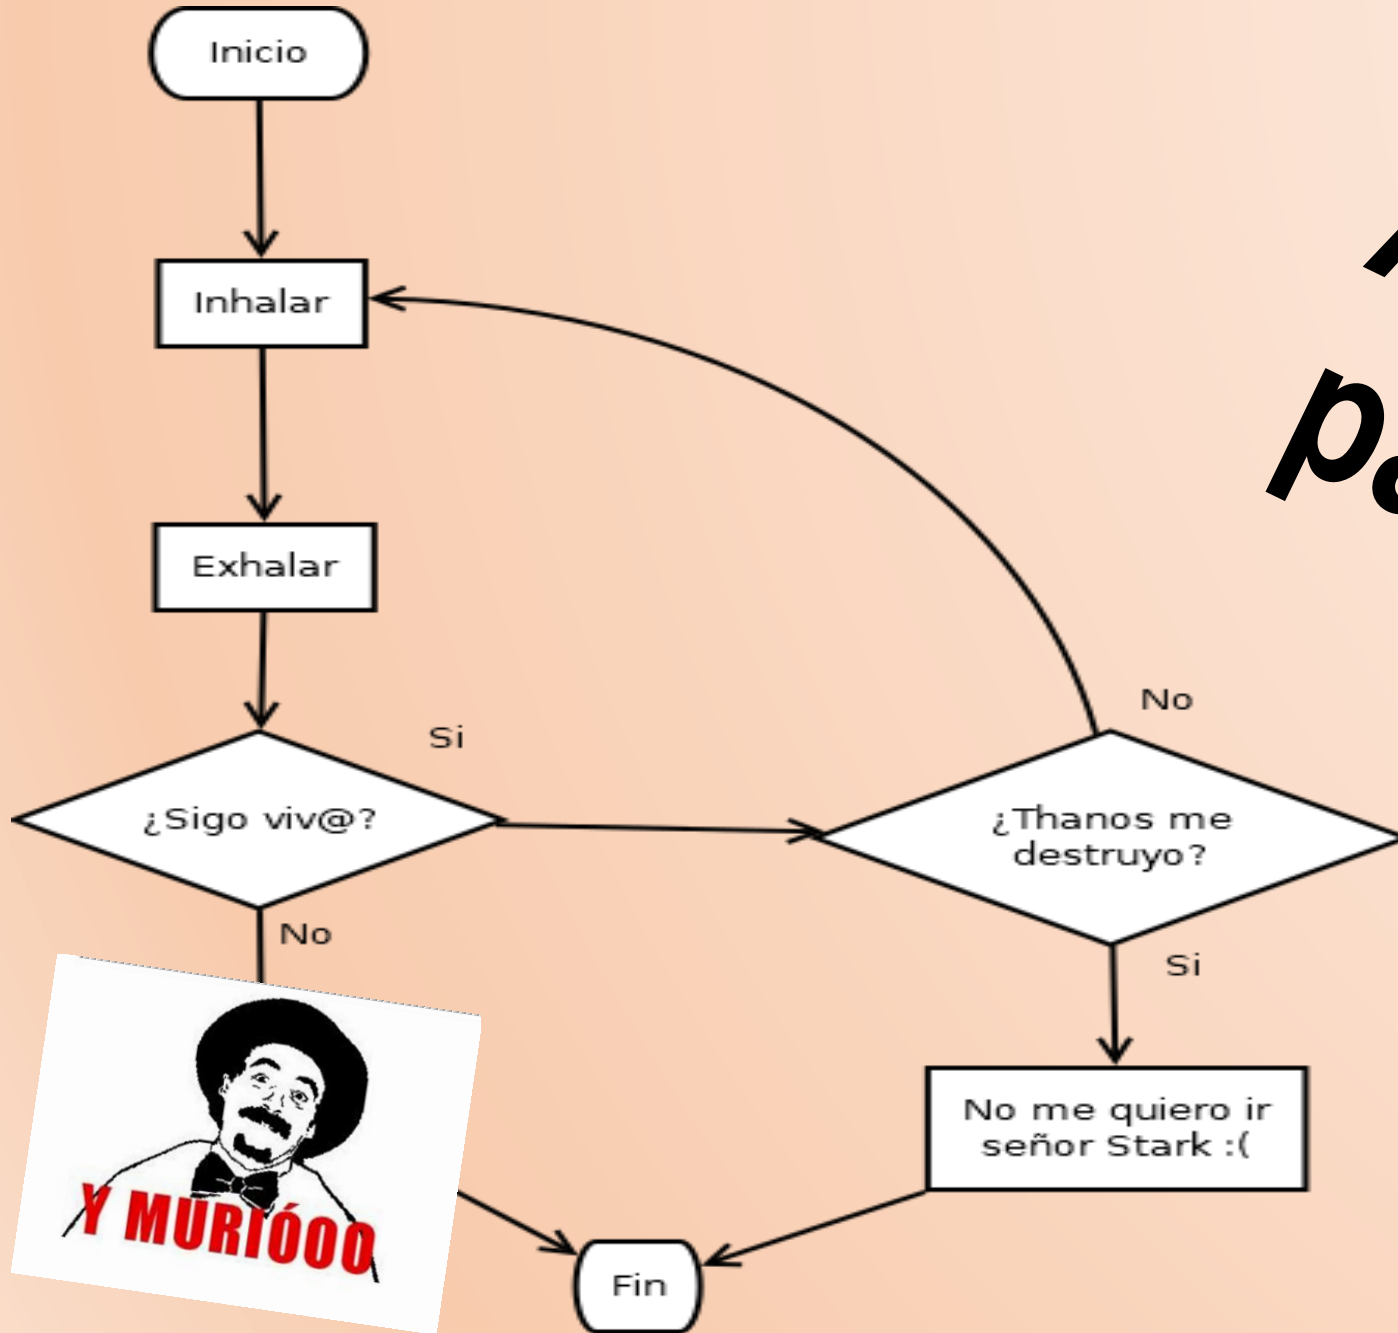 Inicio
Inhalar
Exhalar
¿Sigo viv@?
Si
No
¿Thanos me
destruyo?
No
Si
No me quiero ir
señor Stark :(
Y MURIÓOO
Fin